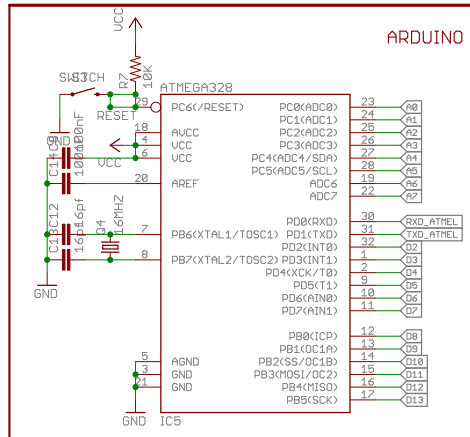 VCC
ARDUINO
SWITCH
R7
10K
ATMEGA328
29
PC6(/RESET)
RESET
PC0(ADC0) 23 A0
PC1(ADC1) 24 A1
18 AVCC PC2(ADC2) 25 A2
4 VCC PC3(ADC3) 26 A3
6 VCC PC4(ADC4/SDA) 27 A4
VCC
PC5(ADC5/SCL) 28 A5
GND
100nF
20 AREF ADC6 19 A6
ADC7 22 A7
PD0(RXD) 30 RXD_ATMEL
C12
16pf
Q4
16MHZ
7 PB6(XTAL1/TOSC1) PD1(TXD) 31 TXD_ATMEL
PD2(INT0) 32 D2
C13
16pf
8 PB7(XTAL2/TOSC2) PD3(INT1) 1 D3
PD4(XCK/T0) 2 D4
GND
PD5(T1) 9 D5
PD6(AIN0) 10 D6
PD7(AIN1) 11 D7
PB0(ICP) 12 D8
PB1(OC1A) 13 D9
5 AGND PB2(SS/OC1B) 14 D10
3 GND PB3(MOSI/OC2) 15 D11
21 GND PB4(MISO) 16 D12
PB5(SCK) 17 D13
GND
IC5